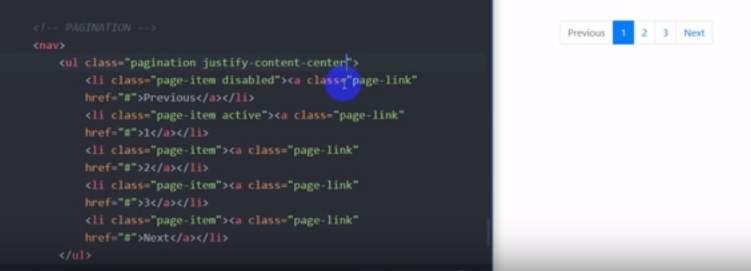 <!-- PAGINATION -->
<nav>
<ul class="pagination justify-content-center">
<li class="page-item disabled"><a class="page-link"
href="#">Previous</a></li>
<li class="page-item active"><a class="page-link"
href="#">1</a></li>
<li class="page-item"><a class="page-link"
href="#">2</a></li>
<li class="page-item"><a class="page-link"
href="#">3</a></li>
<li class="page-item"><a class="page-link"
href="#">Next</a></li>
</ul>
Previous 1 2 3 Next